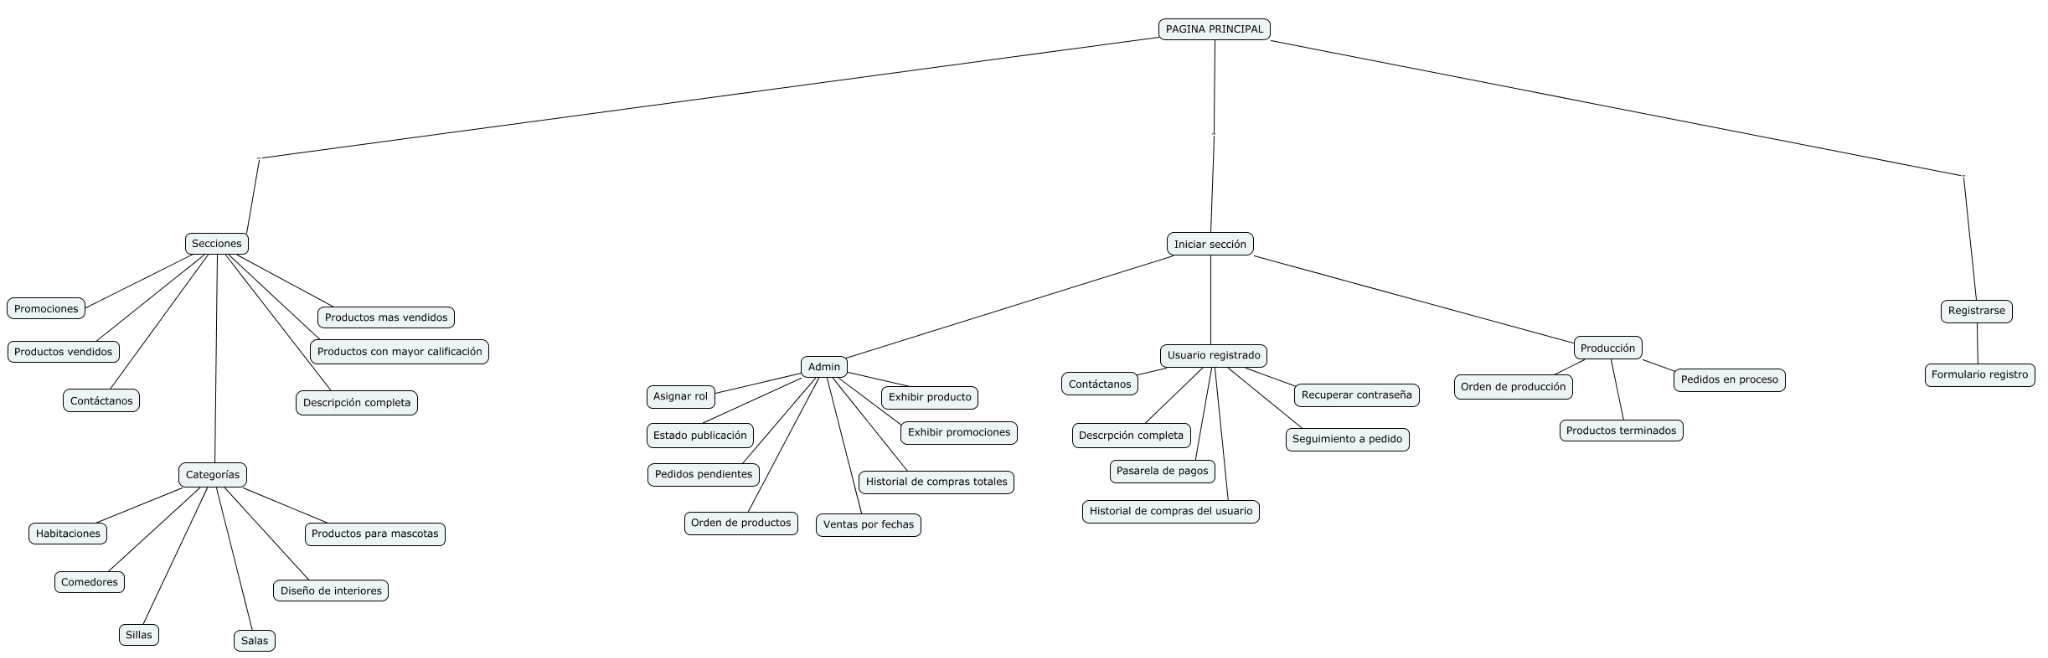 PAGINA PRINCIPAL
Secciones
Promociones
Productos vendidos
Contáctanos
Productos mas vendidos
Productos con mayor calificación
Descripción completa
Categorías
Habitaciones
Comedores
Sillas
Salas
Diseño de interiores
Productos para mascotas
Iniciar sección
Admin
Asignar rol
Estado publicación
Pedidos pendientes
Orden de productos
Ventas por fechas
Historial de compras totales
Exhibir promociones
Exhibir producto
Usuario registrado
Contáctanos
Descrpción completa
Pasarela de pagos
Historial de compras del usuario
Seguimiento a pedido
Recuperar contraseña
Producción
Orden de producción
Productos terminados
Pedidos en proceso
Registrarse
Formulario registro